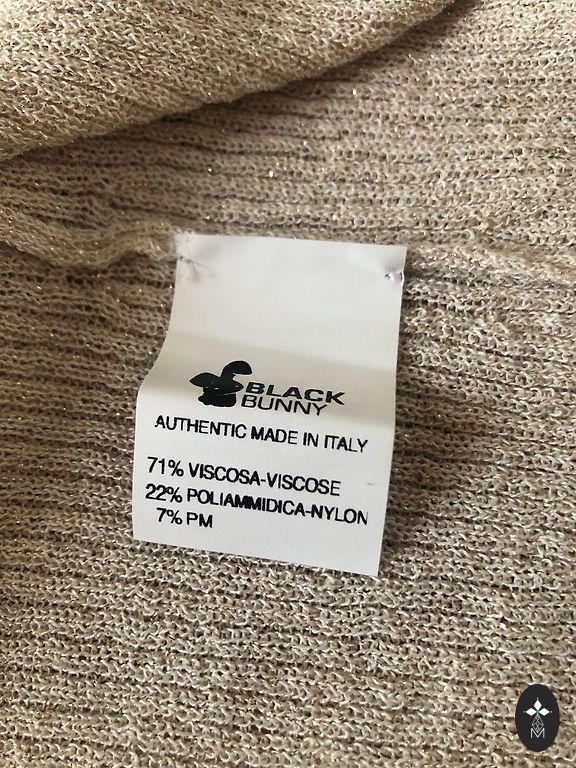 BLACK
BUNNY
AUTHENTIC MADE IN ITALY
71% VISCOSA-VISCOSE
22% POLIAMMIDICA-NYLON
7% PM
M